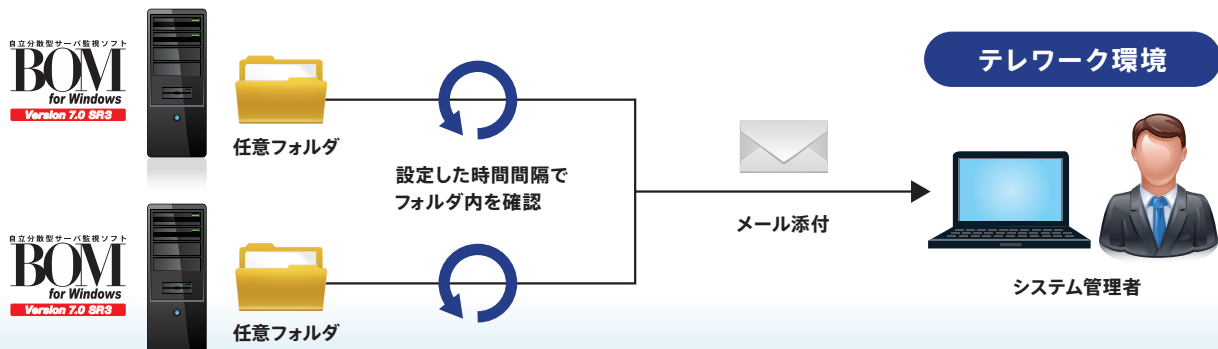 自立分散型サーバ監視ソフト
BOM
for Windows
Version 7.0 SR3
任意フォルダ
設定した時間間隔で
フォルダ内を確認
メール添付
テレワーク環境
システム管理者
自立分散型サーバ監視ソフト
BOM
for Windows
Version 7.0 SR3
任意フォルダ